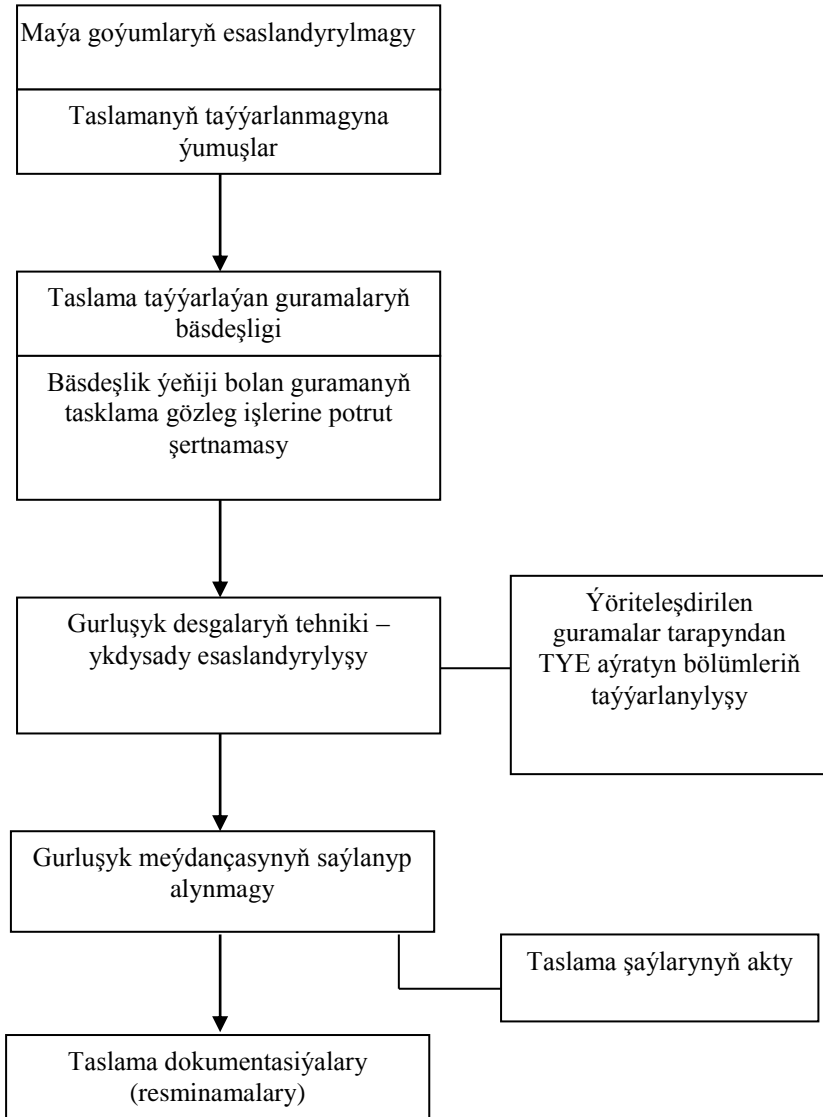 Maýa goýumlaryň esaslandyrylmagy
Taslamanyň taýýarlanmagyna
ýumuşlar
Taslama taýýarlaýan guramalaryň
bäsdeşligi
Bäsdeşlik ýeňiji bolan guramanyň
tasklama gözleg işlerine potrut
şertnamasy
Gurluşyk desgalaryň tehniki –
ykdysady esaslandyrylyşy
Ýöriteleşdirilen
guramalar tarapyndan
TYE aýratyn bölümleriň
taýýarlanylyşy
Gurluşyk meýdançasynyň saýlanyp
alynmagy
Taslama şaýlarynyň akty
Taslama dokumentasiýalary
(resminamalary)